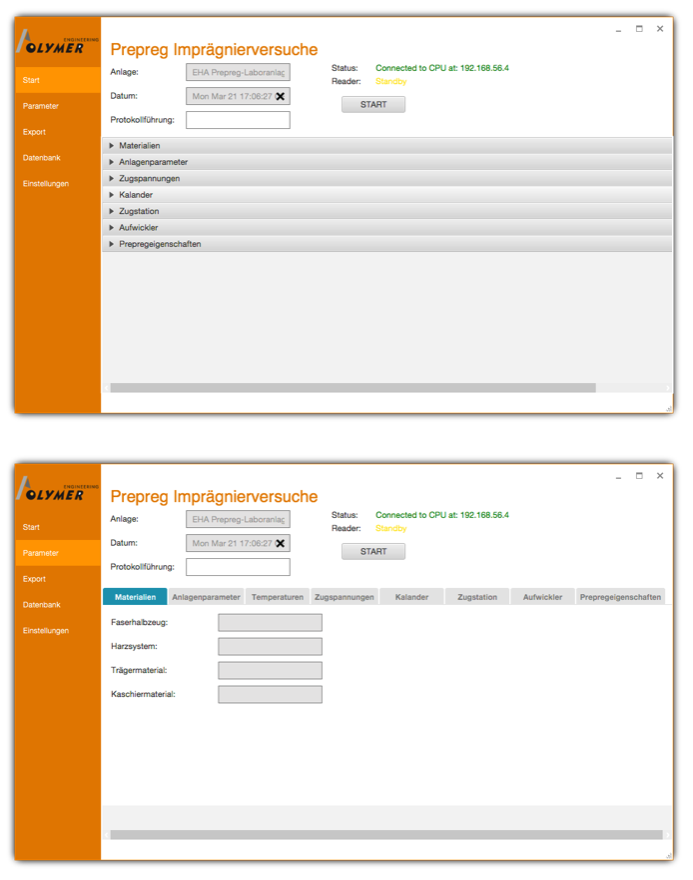 ENGINEERING
POLYMER
Prepreg Imprägnierversuche
Anlage: EHA Prepreg-Laboranlag
Status: Connected to CPU at: 192.168.56.4
Reader: Standby
Datum: Mon Mar 21 17:06:27
START
Protokollführung:
Start
Parameter
Export
Datenbank
Einstellungen
Materialien
Anlagenparameter
Zugspannungen
Kalander
Zugstation
Aufwickler
Prepregeigenschaften
ENGINEERING
POLYMER
Prepreg Imprägnierversuche
Anlage: EHA Prepreg-Laboranlag
Status: Connected to CPU at: 192.168.56.4
Reader: Standby
Datum: Mon Mar 21 17:06:27
START
Protokollführung:
Start
Parameter
Export
Datenbank
Einstellungen
Materialien Anlagenparameter Temperaturen Zugspannungen Kalander Zugstation Aufwickler Prepregeigenschaften
Faserhalbzeug:
Harzsystem:
Trägermaterial:
Kaschiermaterial: